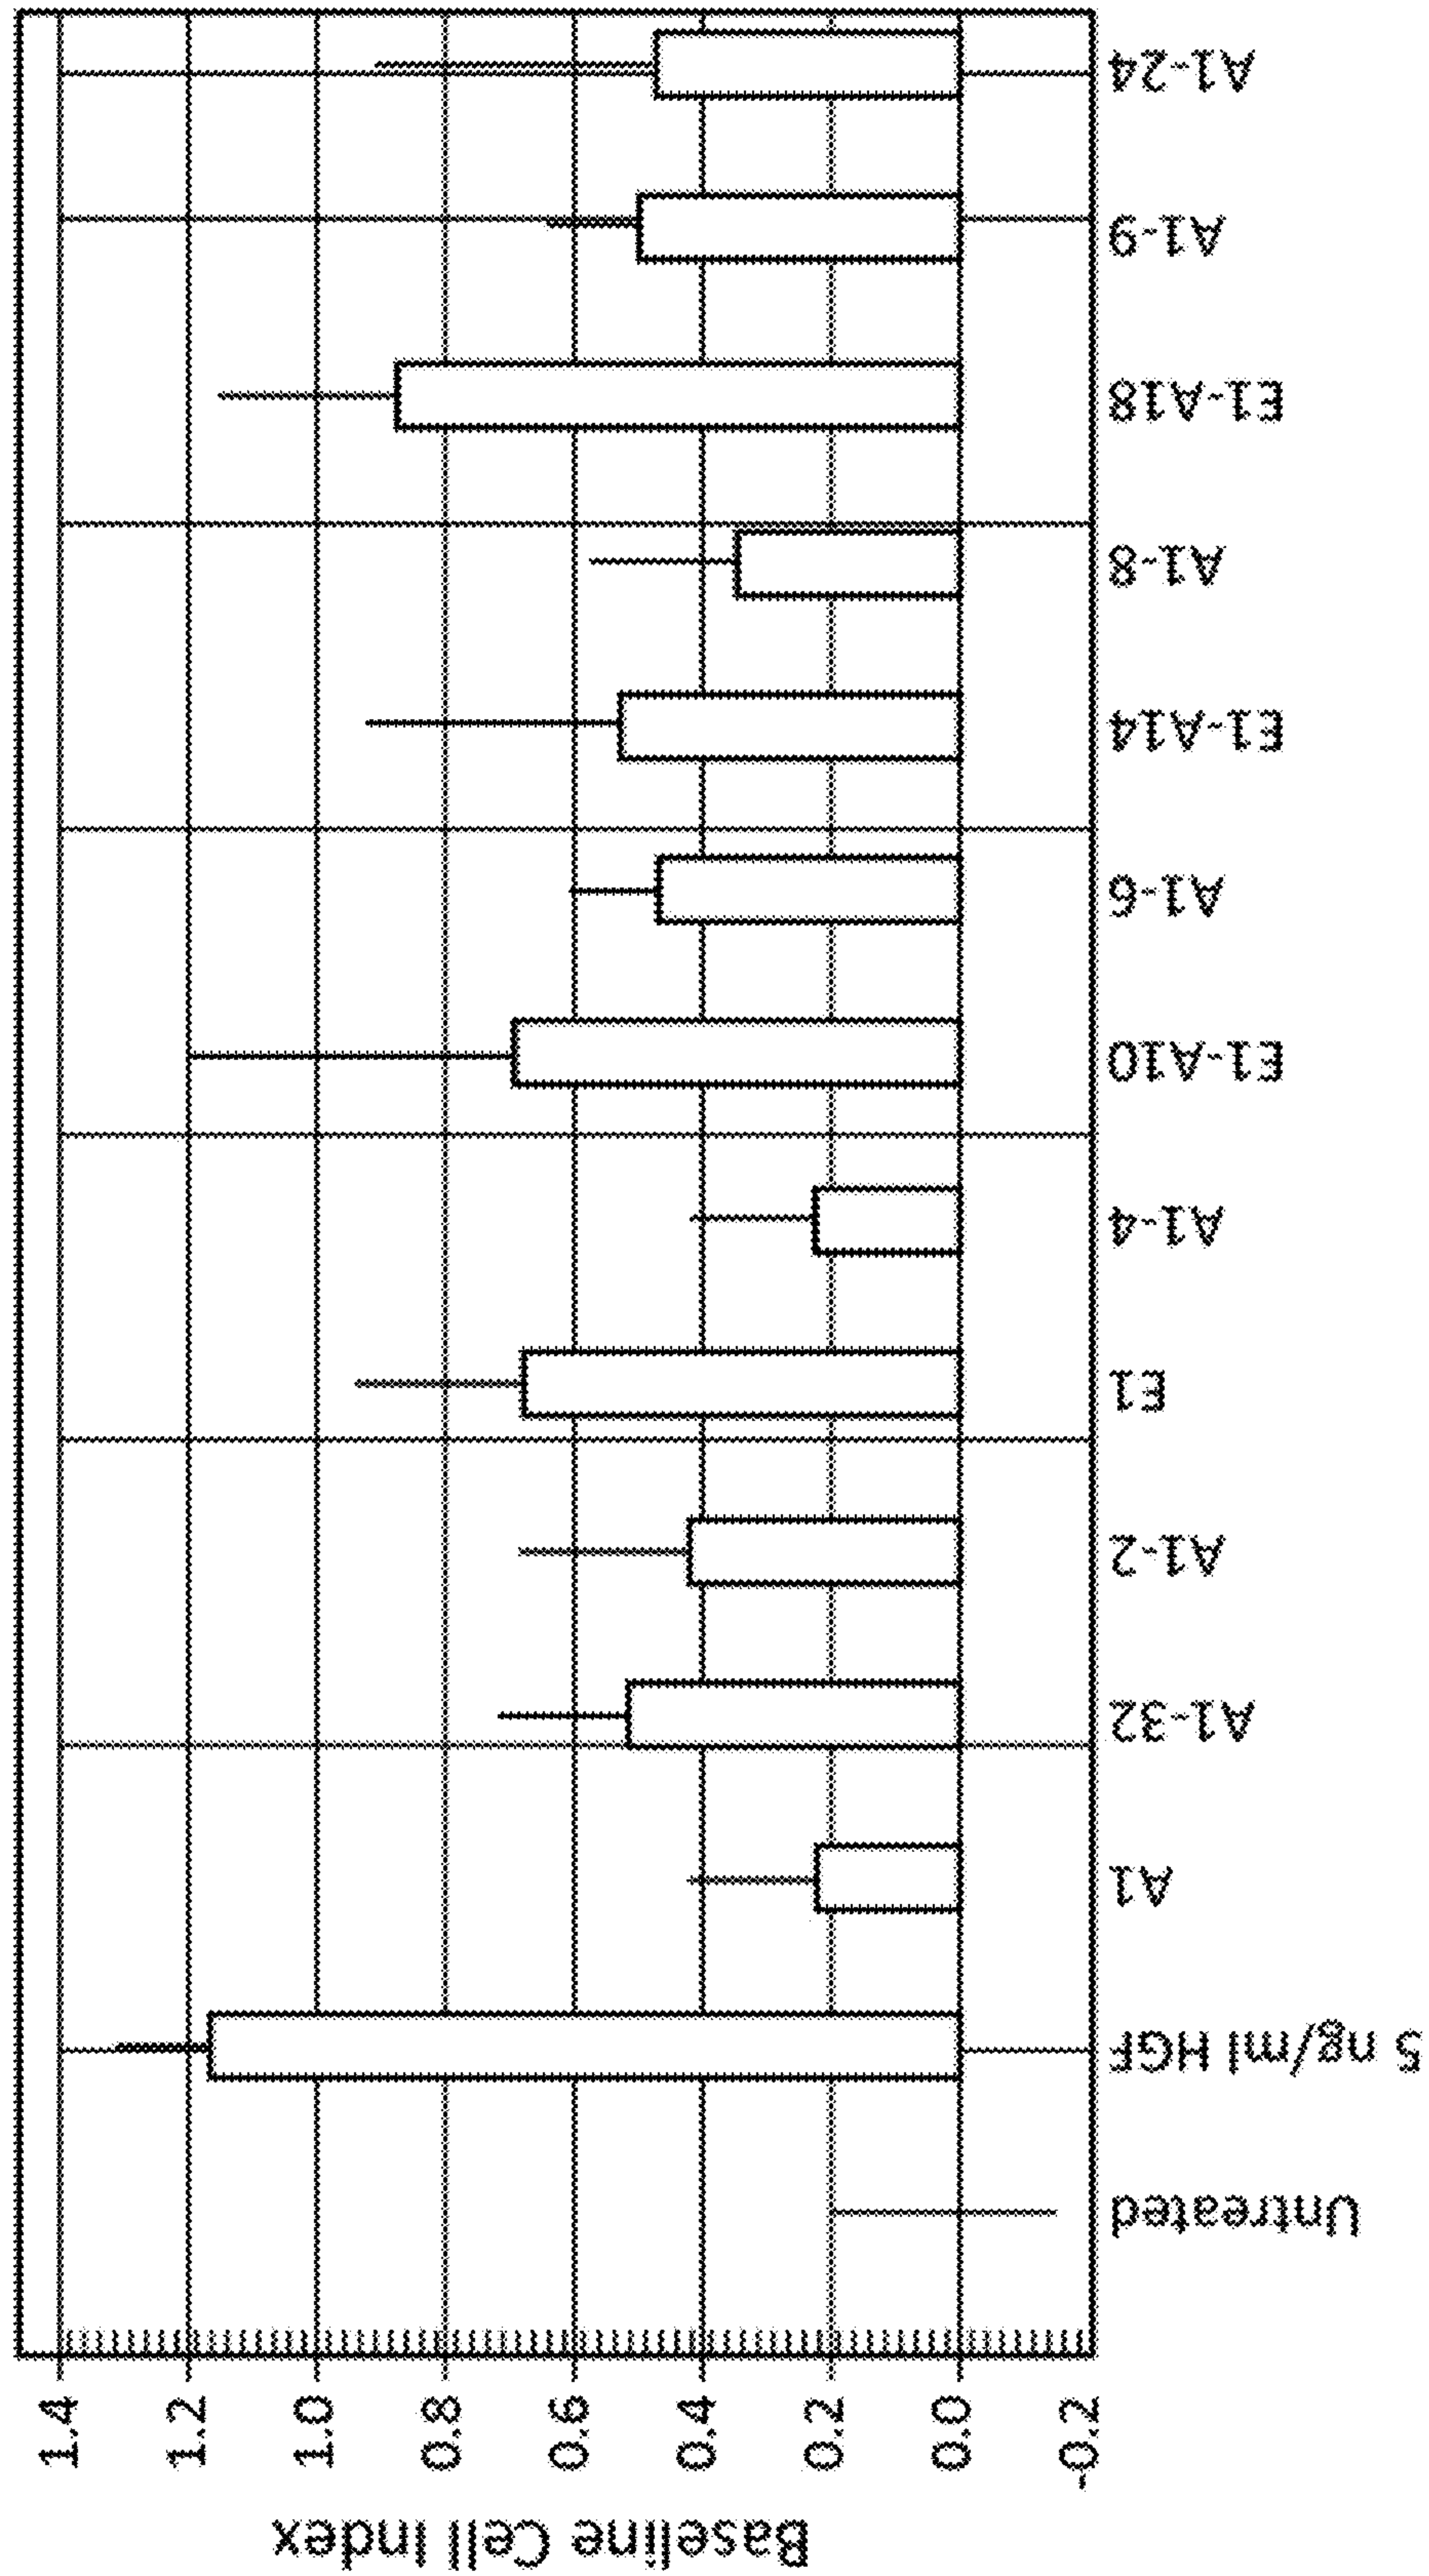 Baseline Cell Index
1.4
1.2
1.0
0.8
0.6
0.4
0.2
0.0
-0.2
Untreated
5 ng/ml HGF
A1
A1-32
A1-2
E1
A1-4
E1-A10
A1-6
E1-A14
A1-8
E1-A18
A1-9
A1-24